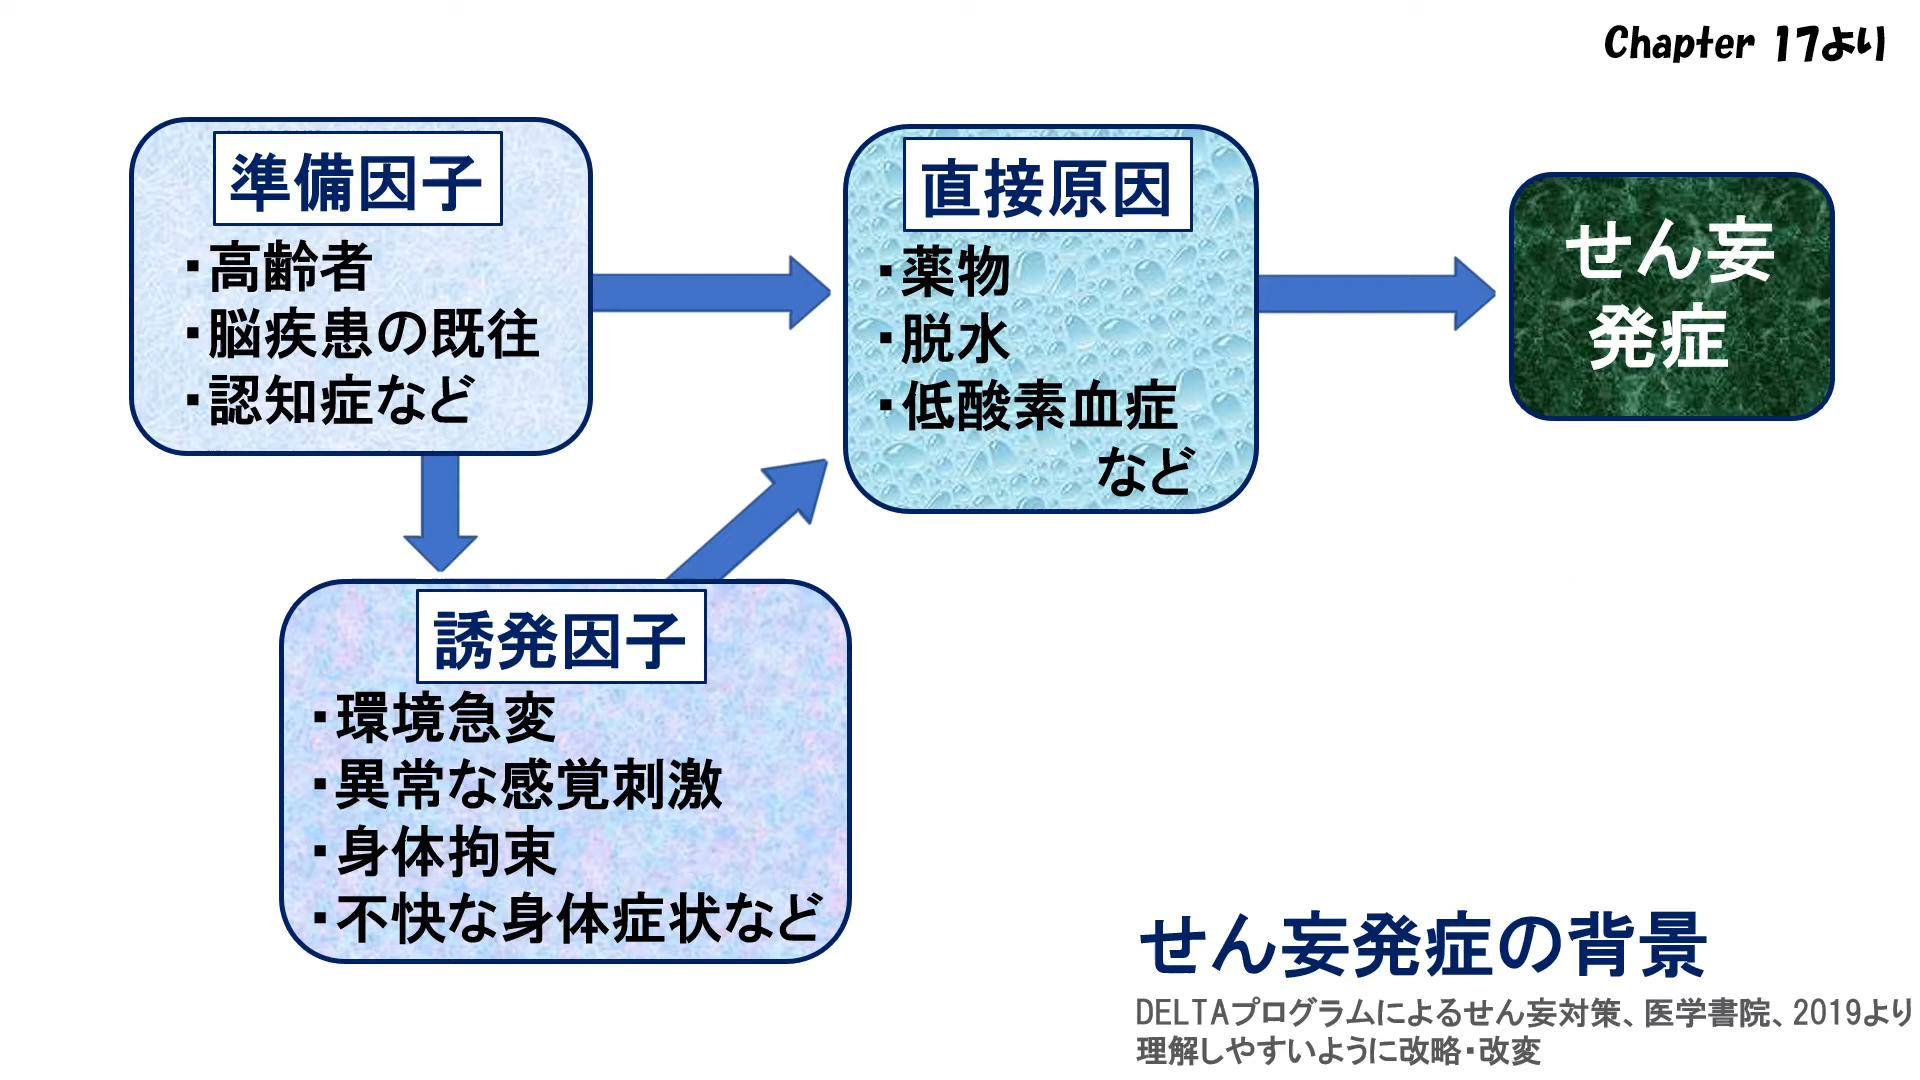 Chapter 17より
準備因子
・高齢者
・脳疾患の既往
・認知症など
直接原因
・薬物
・脱水
・低酸素血症
など
せん妄
発症
誘発因子
・環境急変
・異常な感覚刺激
・身体拘束
・不快な身体症状など
せん妄発症の背景
DELTAプログラムによるせん妄対策、医学書院、2019より
理解しやすいように改略・改変